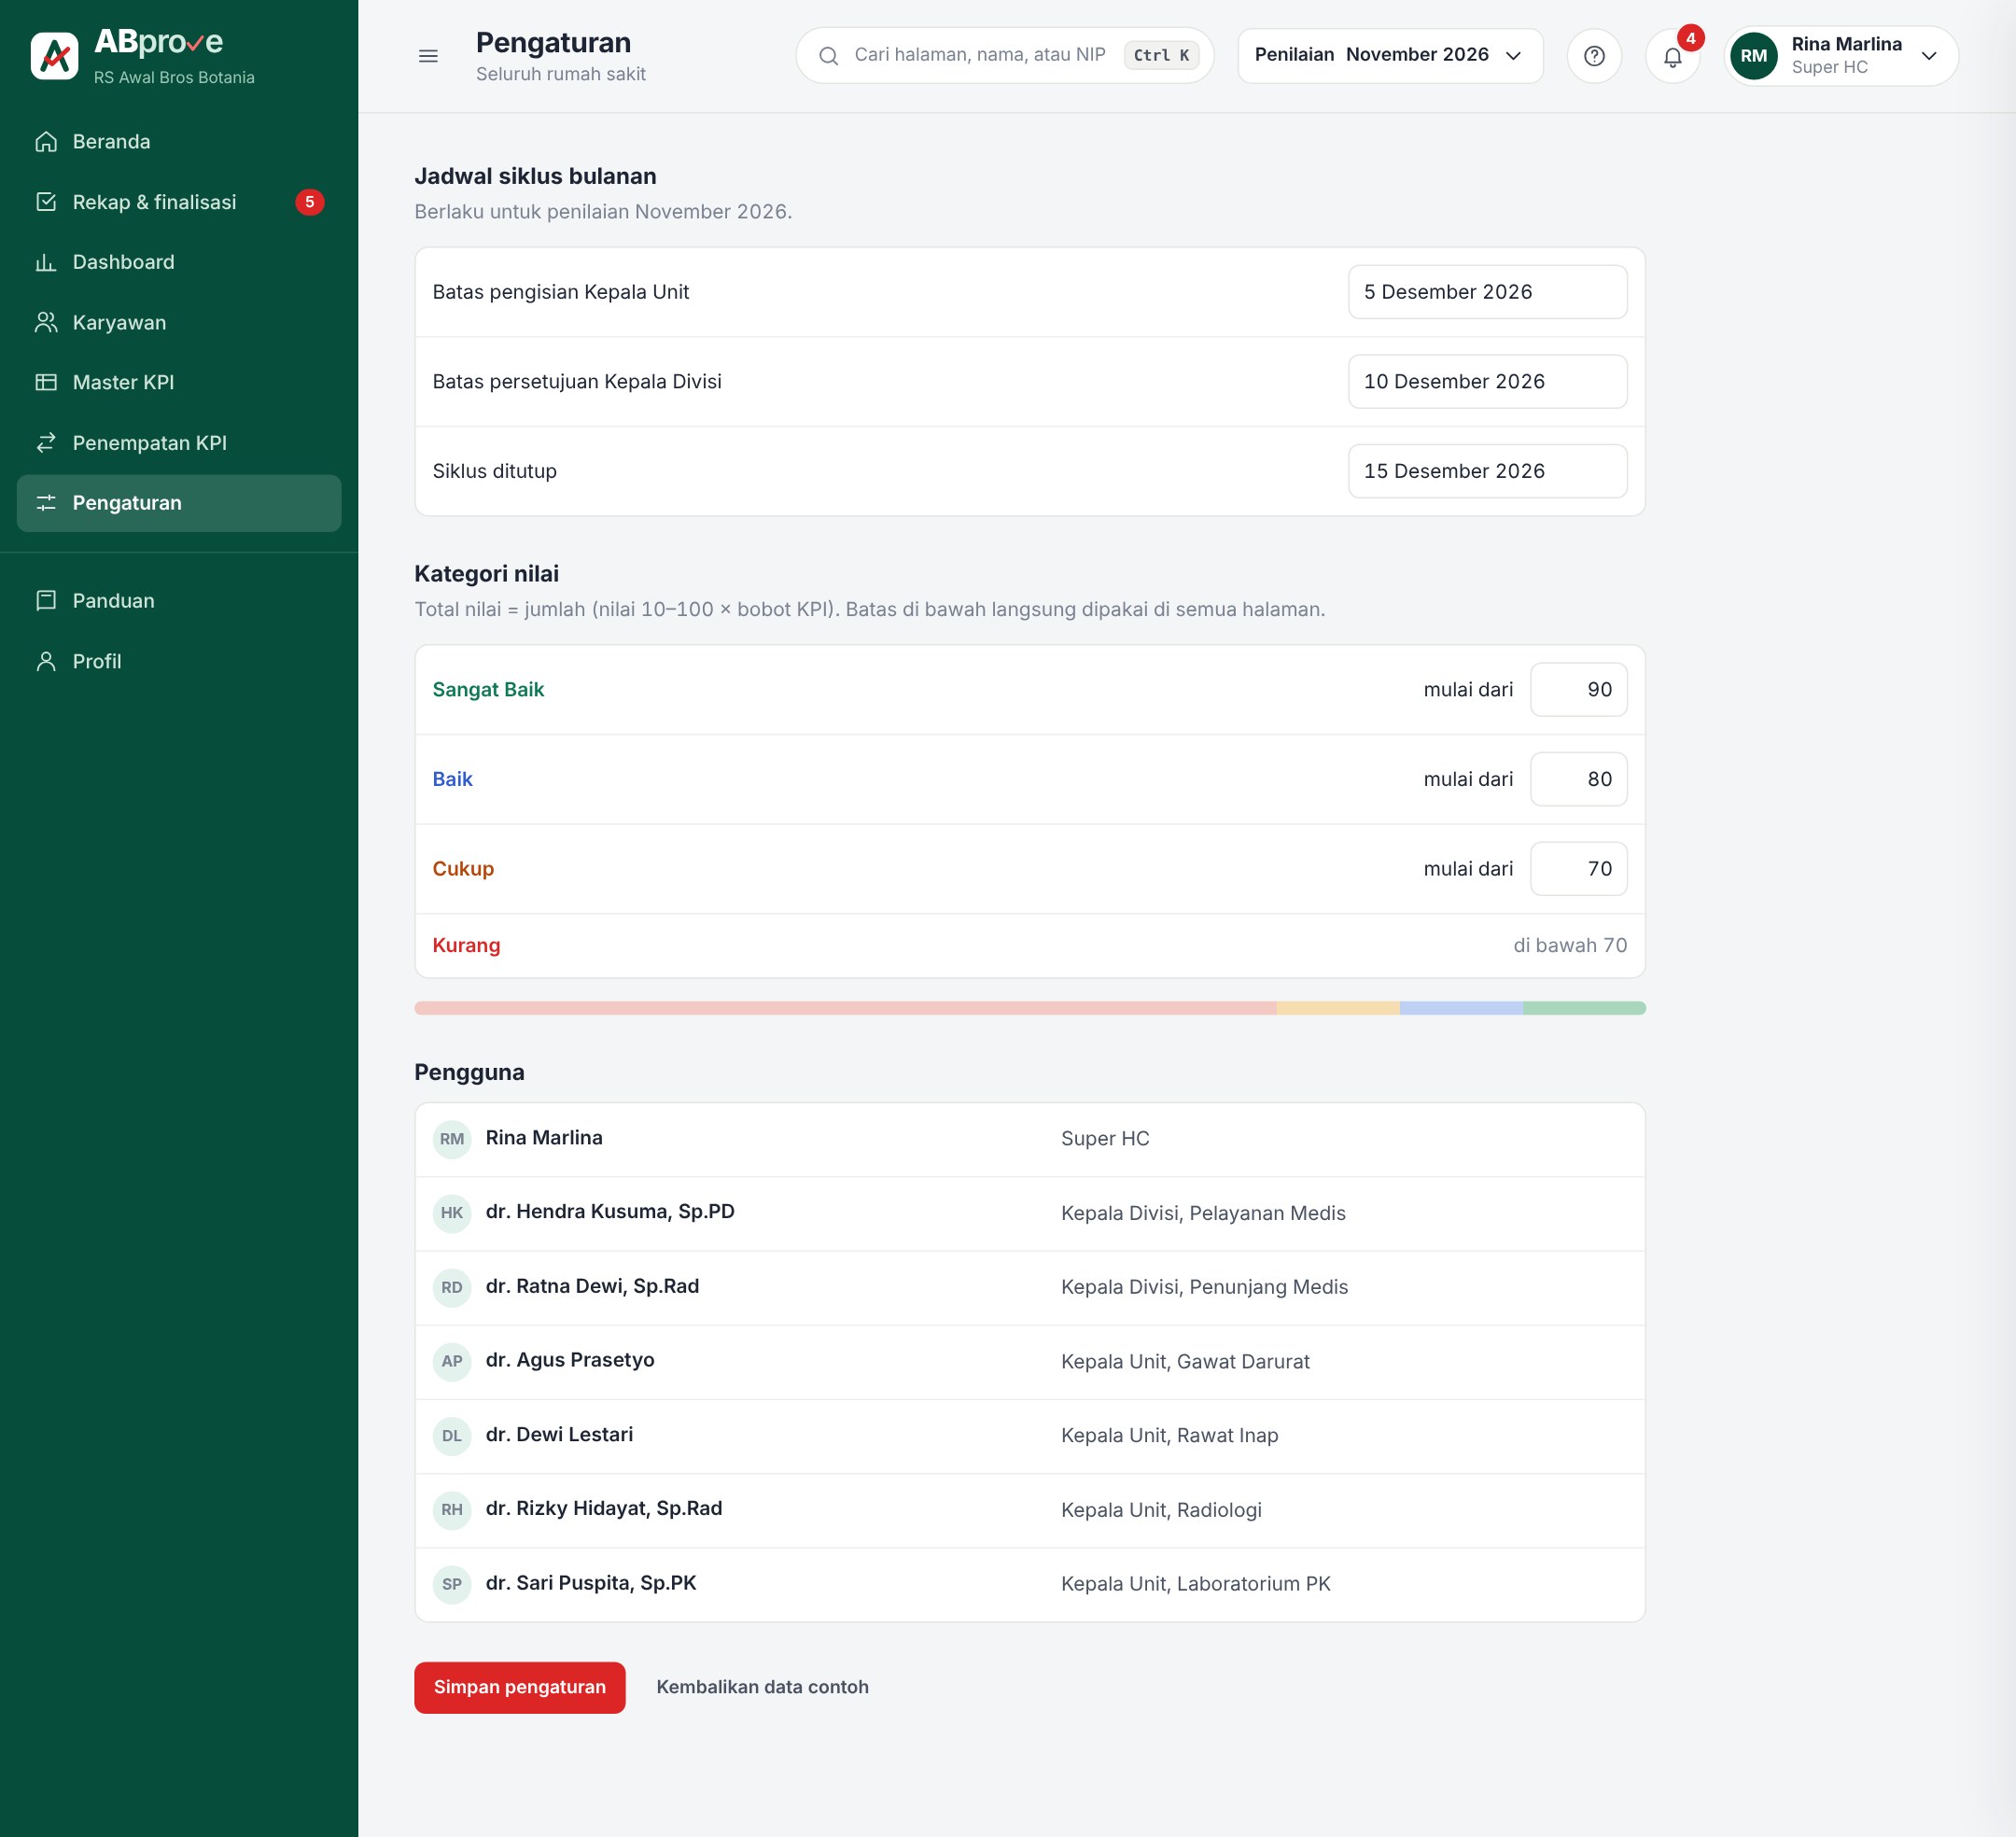 ABprove
RS Awal Bros Botania
Beranda
Rekap & finalisasi 5
Dashboard
Karyawan
Master KPI
Penempatan KPI
Pengaturan
Panduan
Profil
Pengaturan
Seluruh rumah sakit
Cari halaman, nama, atau NIP Ctrl K
Penilaian November 2026
4
RM
Rina Marlina
Super HC
Jadwal siklus bulanan
Berlaku untuk penilaian November 2026.
Batas pengisian Kepala Unit 5 Desember 2026
Batas persetujuan Kepala Divisi 10 Desember 2026
Siklus ditutup 15 Desember 2026
Kategori nilai
Total nilai = jumlah (nilai 10–100 × bobot KPI). Batas di bawah langsung dipakai di semua halaman.
Sangat Baik mulai dari 90
Baik mulai dari 80
Cukup mulai dari 70
Kurang di bawah 70
Pengguna
RM Rina Marlina Super HC
HK dr. Hendra Kusuma, Sp.PD Kepala Divisi, Pelayanan Medis
RD dr. Ratna Dewi, Sp.Rad Kepala Divisi, Penunjang Medis
AP dr. Agus Prasetyo Kepala Unit, Gawat Darurat
DL dr. Dewi Lestari Kepala Unit, Rawat Inap
RH dr. Rizky Hidayat, Sp.Rad Kepala Unit, Radiologi
SP dr. Sari Puspita, Sp.PK Kepala Unit, Laboratorium PK
Simpan pengaturan Kembalikan data contoh